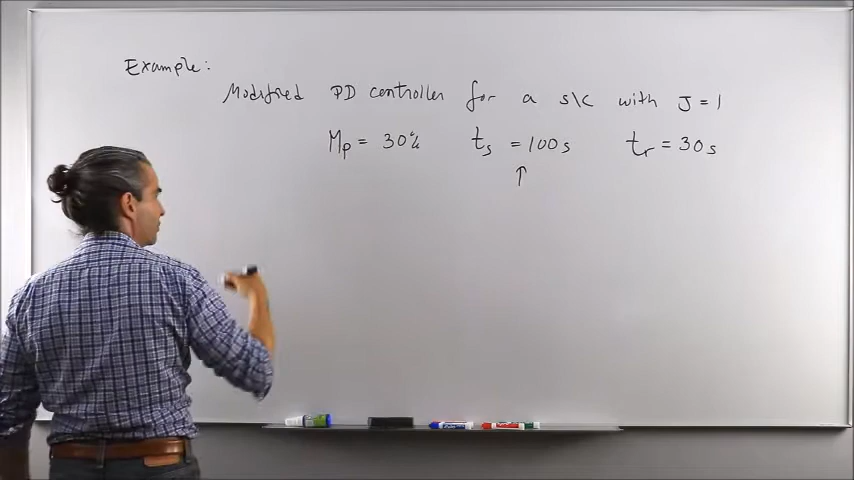 Example:
Modified PD controller for a s\c with J = 1
Mp = 30% ts = 100s tr = 30s
↑